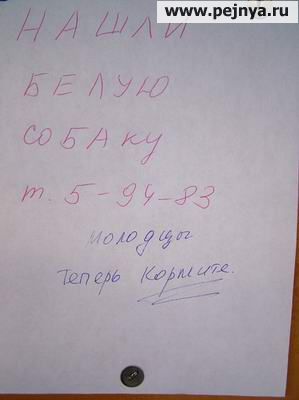 www.pejnya.ru
НАШЛИ
БЕЛУЮ
СОБАКУ
т. 5-94-83
молодцы
теперь кормите.